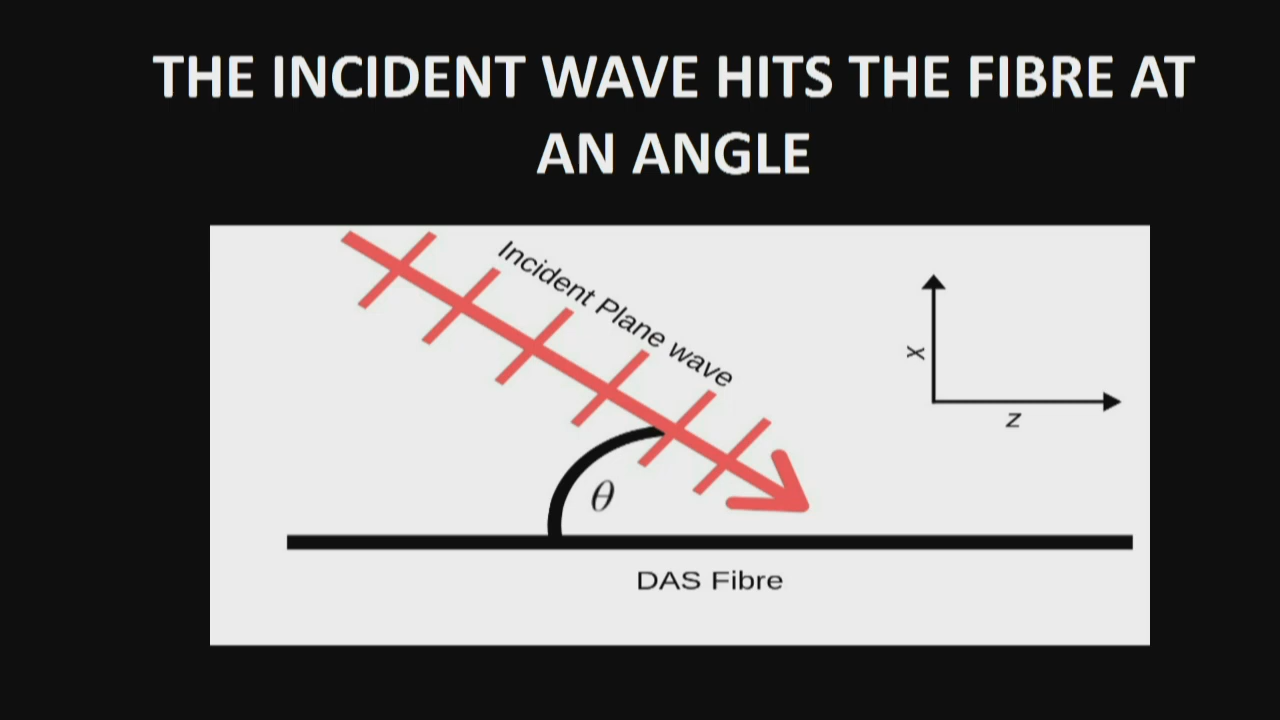 THE INCIDENT WAVE HITS THE FIBRE AT
AN ANGLE
Incident Plane wave
x
z
θ
DAS Fibre